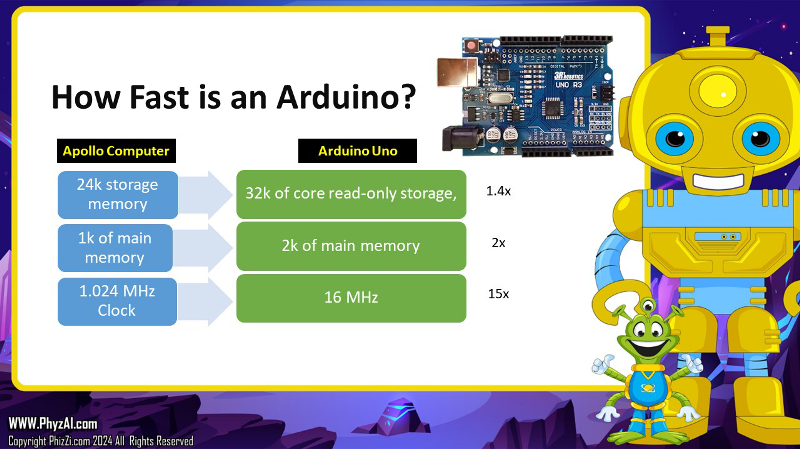 How Fast is an Arduino?
UNO R3
Apollo Computer
Arduino Uno
24k storage
memory
32k of core read-only storage,
1.4x
1k of main
memory
2k of main memory
2x
1.024 MHz
Clock
16 MHz
15x
WWW.PhyzAI.com
Copyright PhizZi.com 2024 All Rights Reserved